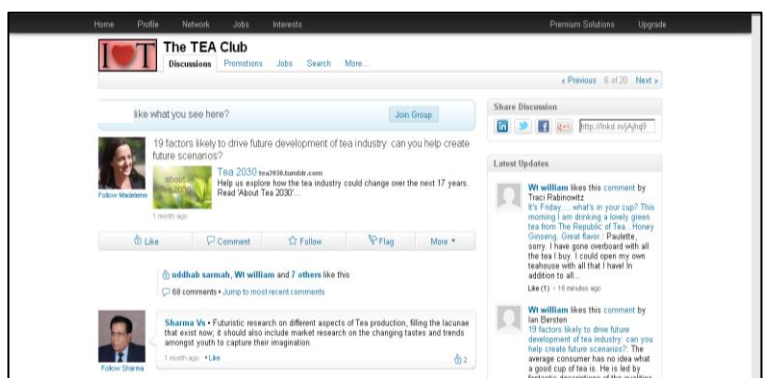 Home Profile Network Jobs Interests Premium Solutions Upgrade
I T
The TEA Club
Discussions Promotions Jobs Search More...
« Previous 6 of 20 Next »
like what you see here?
Join Group
19 factors likely to drive future development of tea industry: can you help create
future scenarios?
Follow Madeleine
about
Tea 2030 tea2030.tumblr.com
Help us explore how the tea industry could change over the next 17 years.
Read 'About Tea 2030'...
1 month ago
Like Comment Follow Flag More
uddhab sarmah, Wt william and 7 others like this
68 comments • Jump to most recent comments
Follow Sharma
Sharma Vs • Futuristic research on different aspects of Tea production, filling the lacunae
that exist now; it should also include market research on the changing tastes and trends
amongst youth to capture their imagination.
1 month ago • Like
2
Share Discussion
in f g+1 http://lnkd.in/jAjhq9
Latest Updates
Wt william likes this comment by
Traci Rabinowitz
It's Friday.....what's in your cup? This
morning I am drinking a lovely green
tea from The Republic of Tea...Honey
Ginseng. Great flavor.: Paulette,
sorry. I have gone overboard with all
the tea I buy. I could open my own
teahouse with all that I have! In
addition to all...
Like (1) • 16 minutes ago
Wt william likes this comment by
Ian Bersten
19 factors likely to drive future
development of tea industry: can you
help create future scenarios?: The
average consumer has no idea what
a good cup of tea is. He is led by